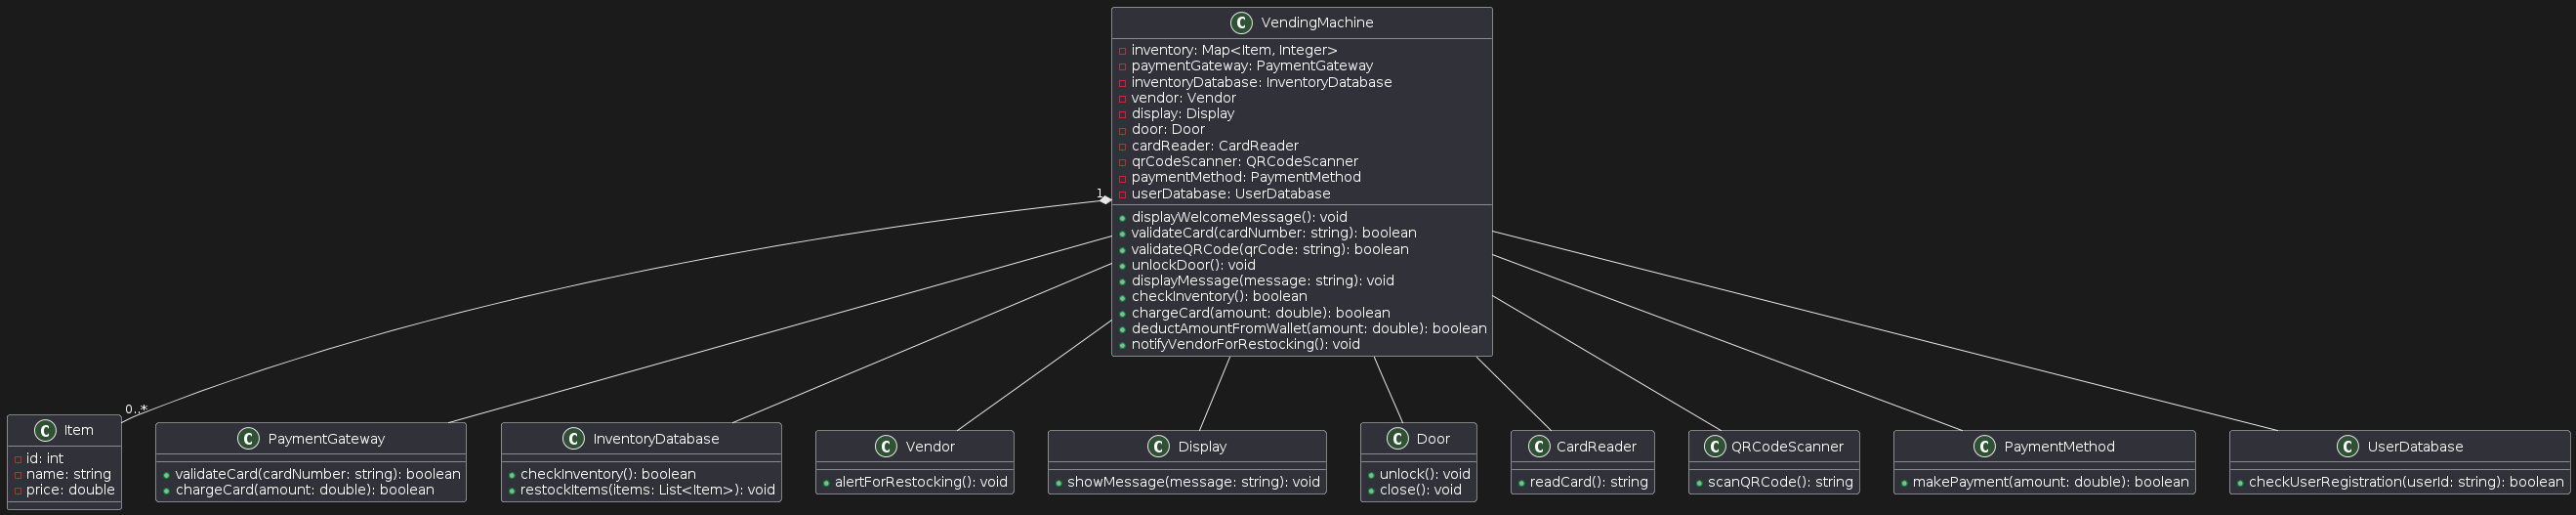 C VendingMachine
inventory: Map<Item, Integer>
paymentGateway: PaymentGateway
inventoryDatabase: InventoryDatabase
vendor: Vendor
display: Display
door: Door
cardReader: CardReader
qrCodeScanner: QRCodeScanner
paymentMethod: PaymentMethod
userDatabase: UserDatabase
displayWelcomeMessage(): void
validateCard(cardNumber: string): boolean
validateQRCode(qrCode: string): boolean
unlockDoor(): void
displayMessage(message: string): void
checkInventory(): boolean
chargeCard(amount: double): boolean
deductAmountFromWallet(amount: double): boolean
notifyVendorForRestocking(): void
1
0..*
C Item
id: int
name: string
price: double
C PaymentGateway
validateCard(cardNumber: string): boolean
chargeCard(amount: double): boolean
C InventoryDatabase
checkInventory(): boolean
restockItems(items: List<Item>): void
C Vendor
alertForRestocking(): void
C Display
showMessage(message: string): void
C Door
unlock(): void
close(): void
C CardReader
readCard(): string
C QRCodeScanner
scanQRCode(): string
C PaymentMethod
makePayment(amount: double): boolean
C UserDatabase
checkUserRegistration(userId: string): boolean